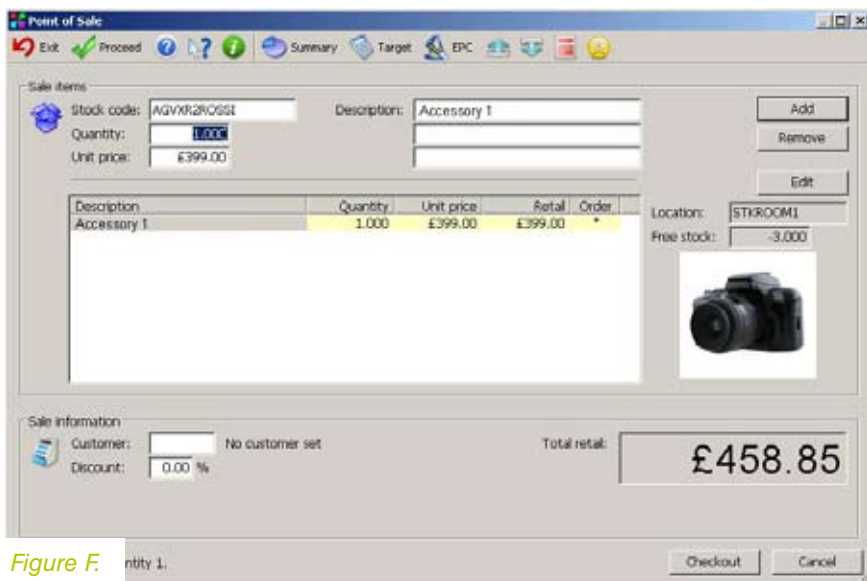 Point of Sale
Exit Proceed Summary Target EPC
Sale items
Stock code: AGVXR2ROSSI Description: Accessory 1 Add
Quantity: 1.000 Remove
Unit price: £399.00
Edit
Description Quantity Unit price Retail Order
Accessory 1 1.000 £399.00 £399.00 *
Location: STKROOM1
Free stock: -3.000
Sale information
Customer: No customer set Total retail: £458.85
Discount: 0.00 %
Figure F. ntity 1. Checkout Cancel